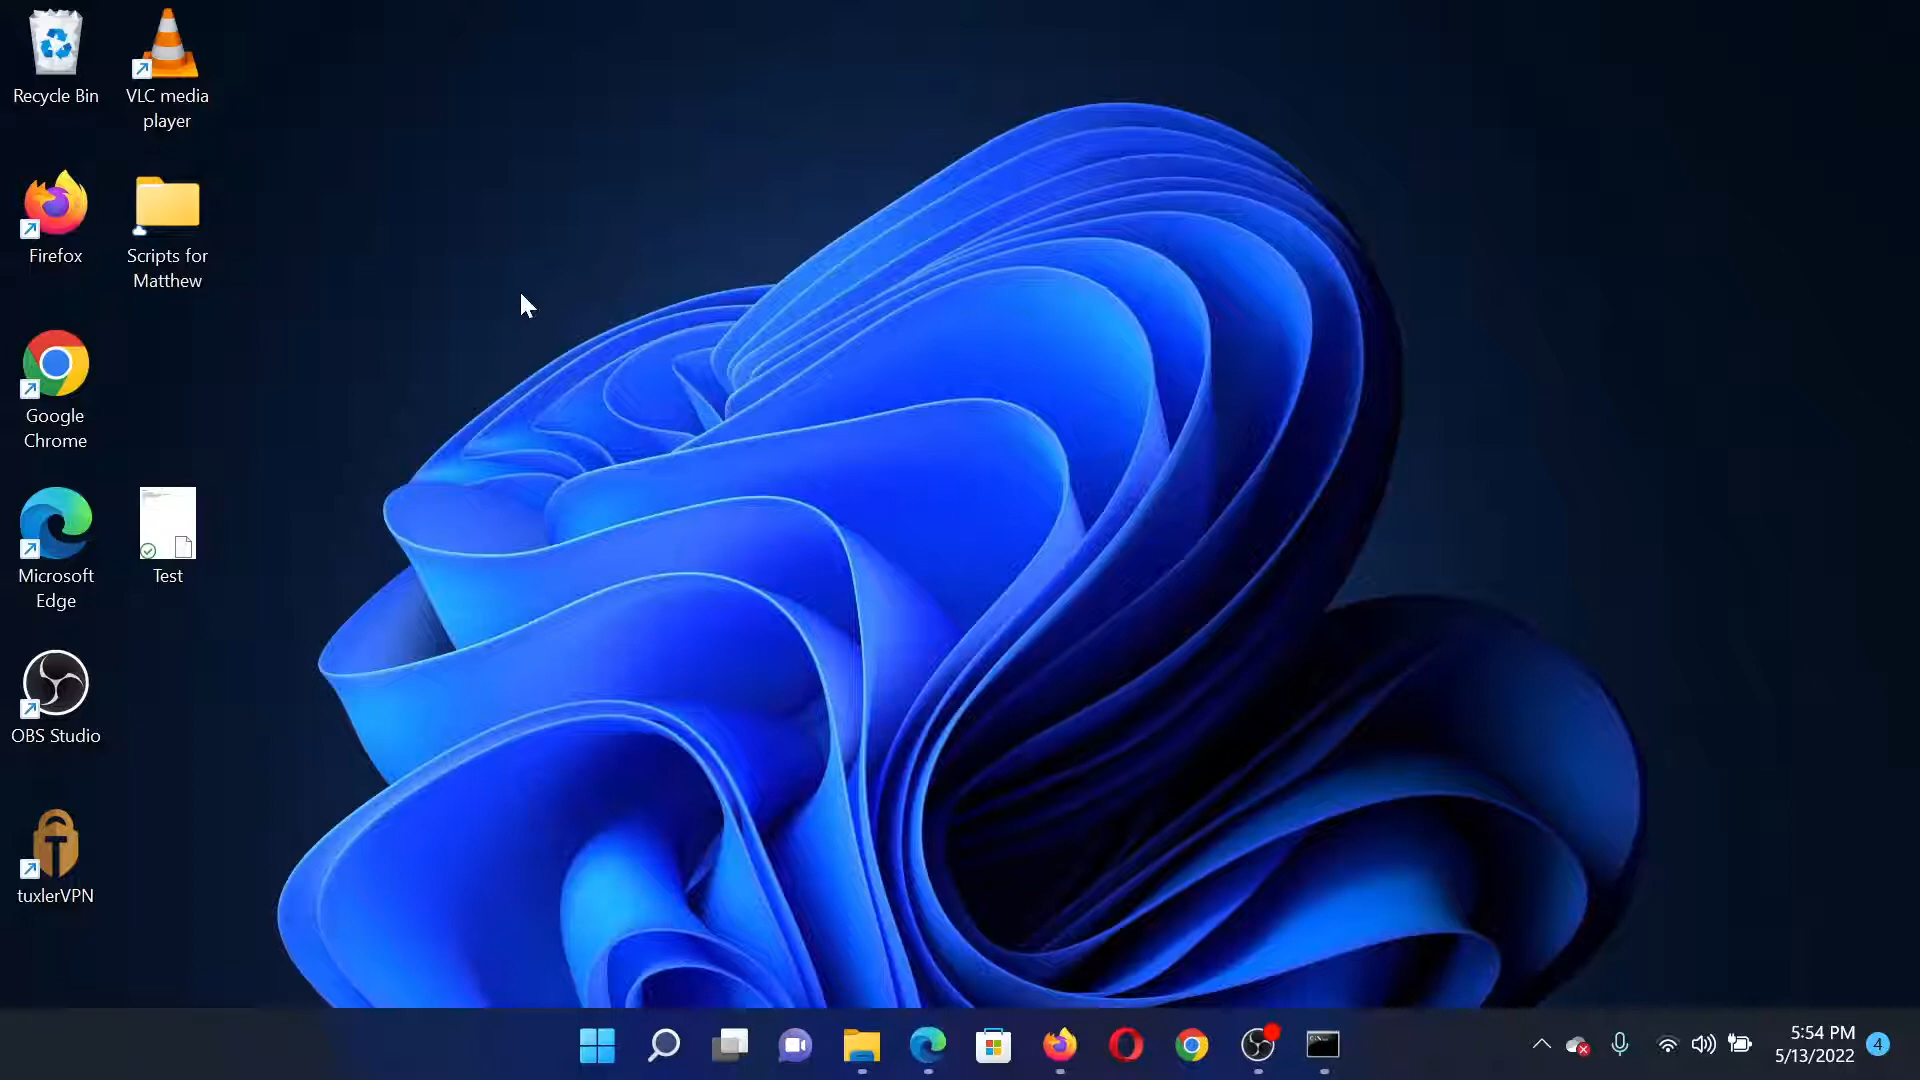 Recycle Bin
VLC media
player
Firefox
Scripts for
Matthew
Google
Chrome
Microsoft
Edge
Test
OBS Studio
T
tuxlerVPN
5:54 PM
5/13/2022
4